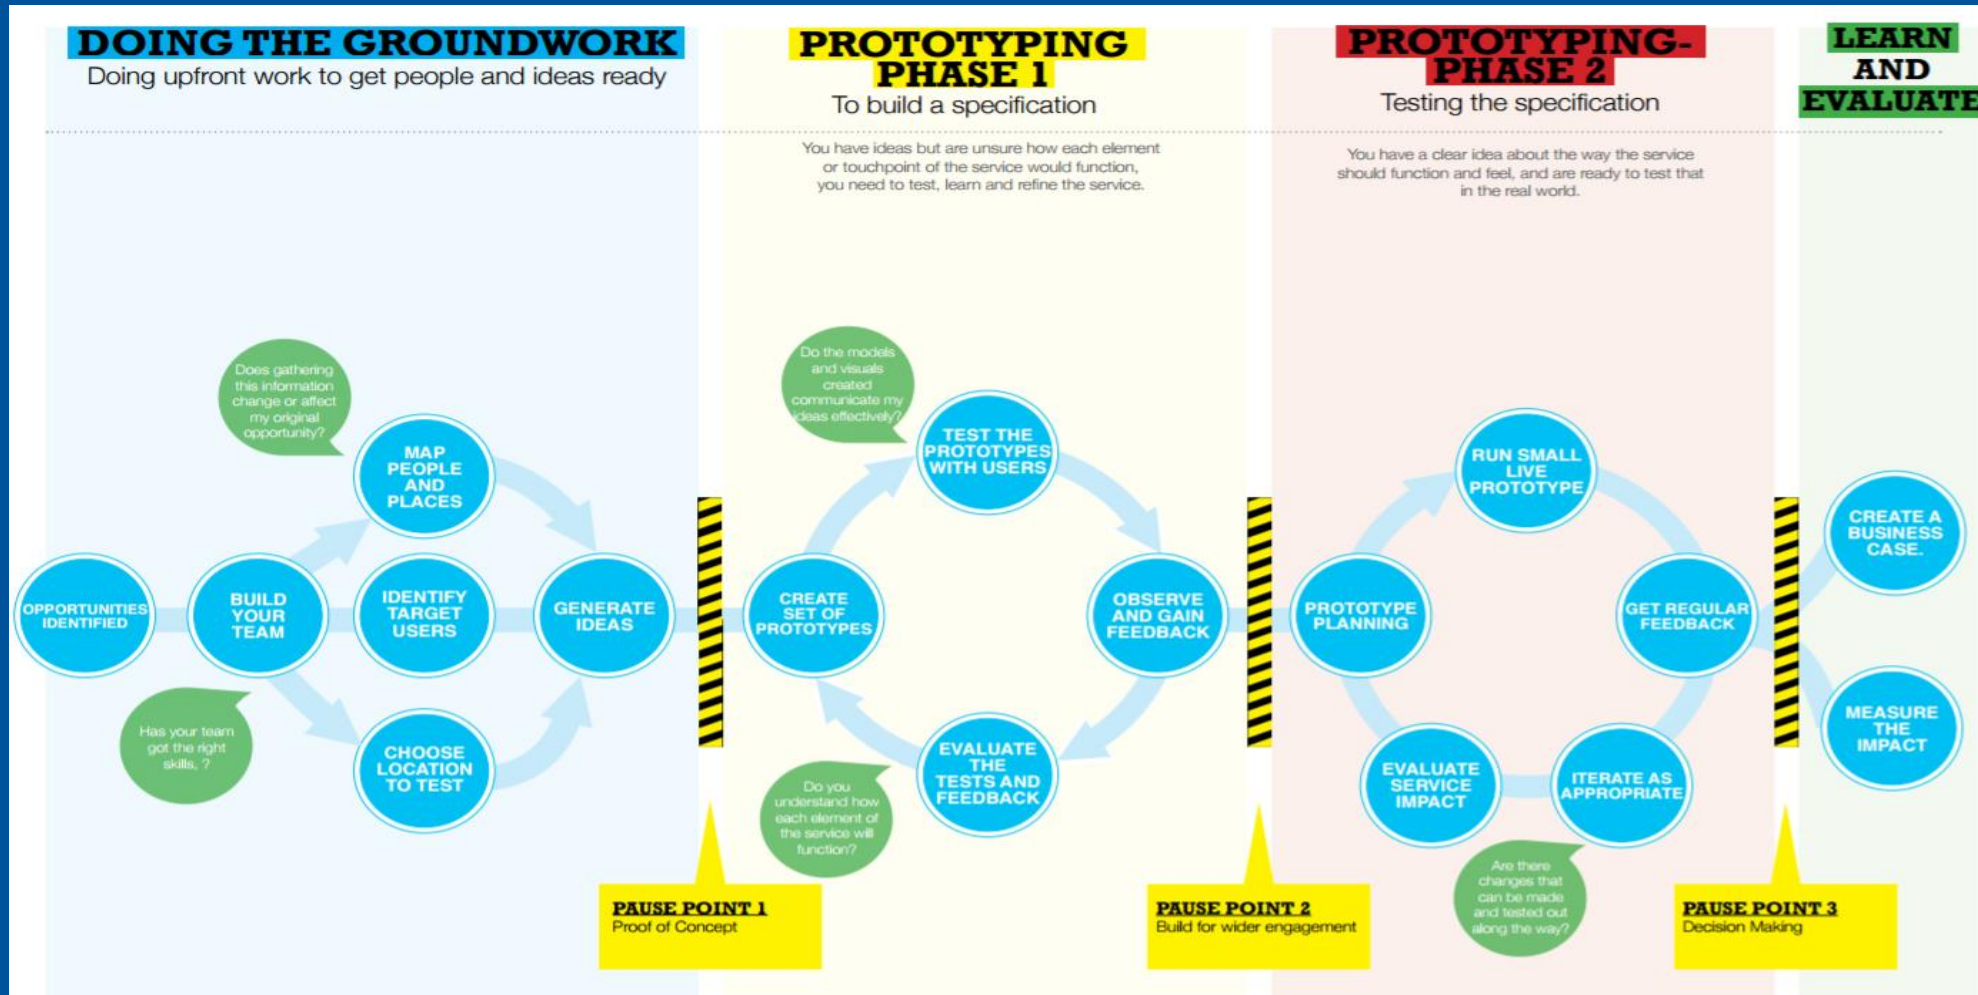 DOING THE GROUNDWORK
Doing upfront work to get people and ideas ready
PROTOTYPING
PHASE 1
To build a specification
PROTOTYPING-
PHASE 2
Testing the specification
LEARN
AND
EVALUATE
You have ideas but are unsure how each element
or touchpoint of the service would function,
you need to test, learn and refine the service.
You have a clear idea about the way the service
should function and feel, and are ready to test that
in the real world.
Does gathering
this information
change or affect
my original
opportunity?
MAP
PEOPLE
AND
PLACES
OPPORTUNITIES
IDENTIFIED
BUILD
YOUR
TEAM
IDENTIFY
TARGET
USERS
GENERATE
IDEAS
Has your team
got the right
skills, ?
CHOOSE
LOCATION
TO TEST
PAUSE POINT 1
Proof of Concept
Do the models
and visuals
created
communicate my
ideas effectively?
TEST THE
PROTOTYPES
WITH USERS
CREATE
SET OF
PROTOTYPES
OBSERVE
AND GAIN
FEEDBACK
EVALUATE
THE
TESTS AND
FEEDBACK
Do you
understand how
each element of
the service will
function?
PAUSE POINT 2
Build for wider engagement
RUN SMALL
LIVE
PROTOTYPE
PROTOTYPE
PLANNING
GET REGULAR
FEEDBACK
EVALUATE
SERVICE
IMPACT
ITERATE AS
APPROPRIATE
Are there
changes that
can be made
and tested out
along the way?
PAUSE POINT 3
Decision Making
CREATE A
BUSINESS
CASE.
MEASURE
THE
IMPACT